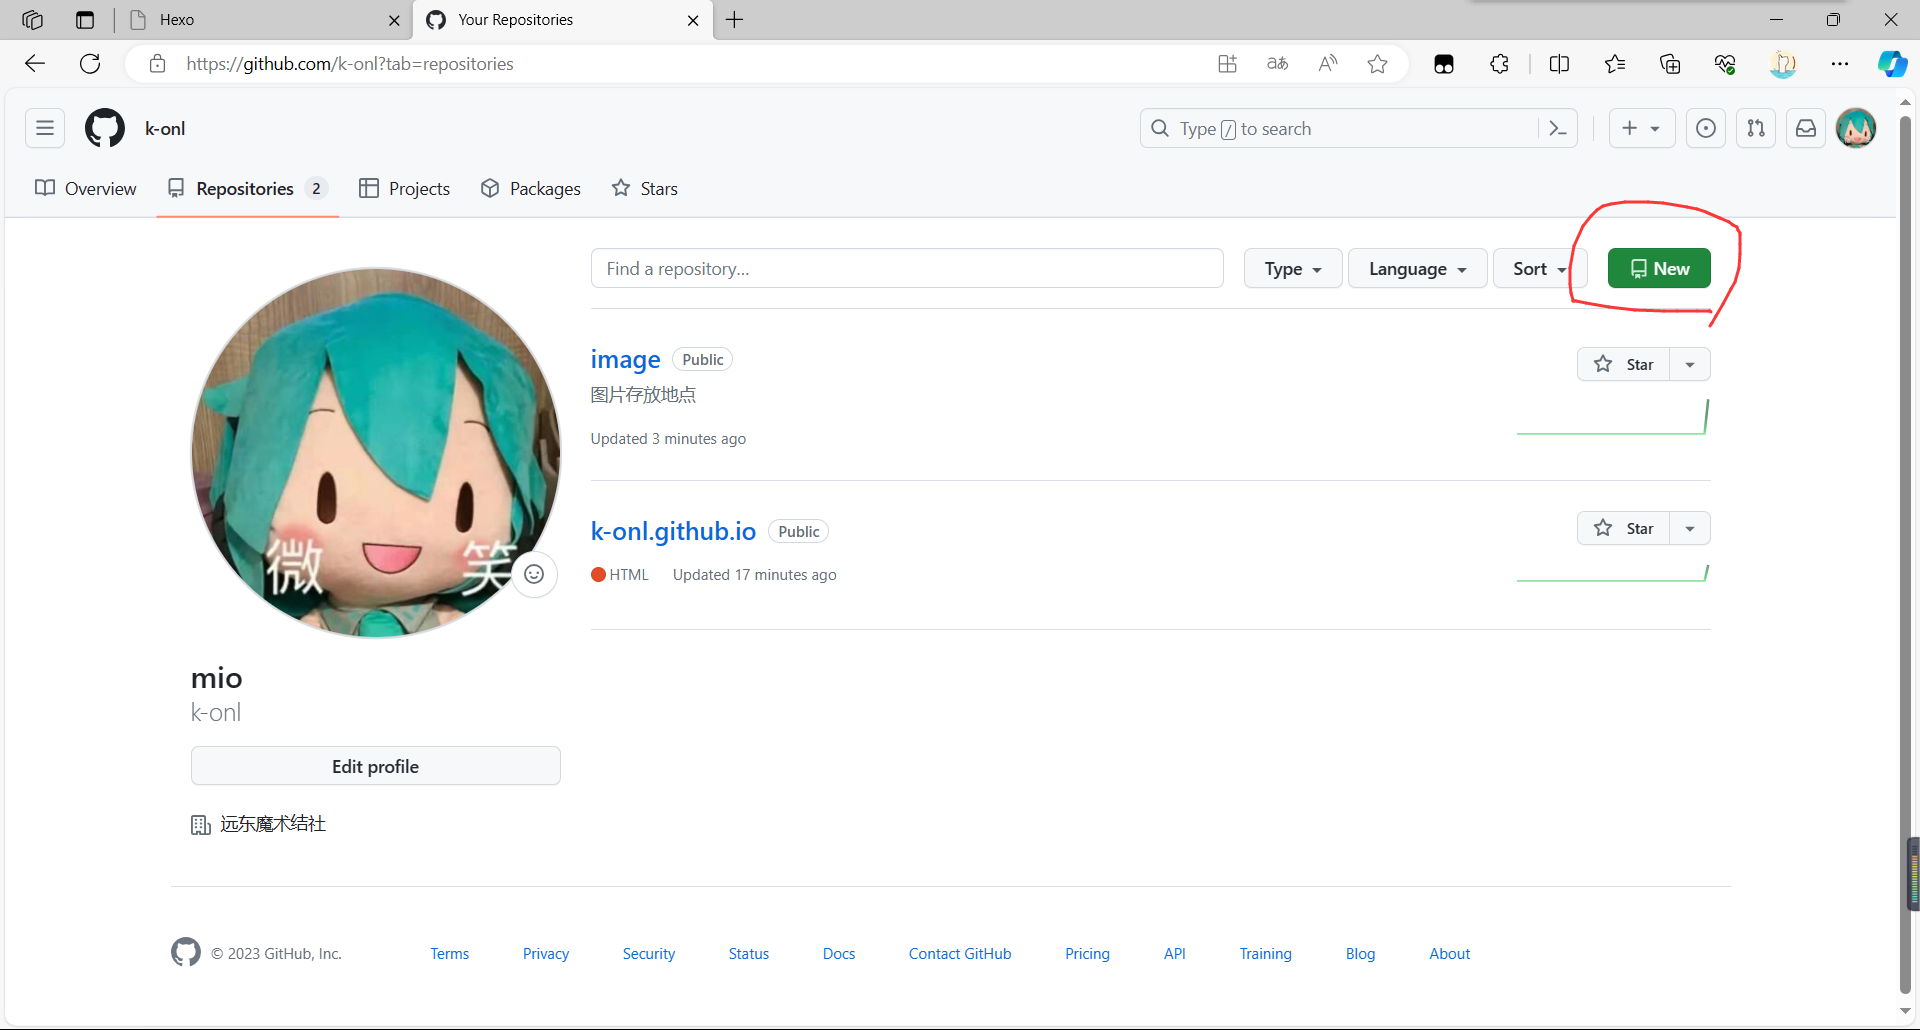 Hexo
Your Repositories
https://github.com/k-onl?tab=repositories
aあ
k-onl
Type / to search
Overview
Repositories 2
Projects
Packages
Stars
Find a repository...
Type
Language
Sort
New
image Public
Star
图片存放地点
Updated 3 minutes ago
k-onl.github.io Public
Star
HTML Updated 17 minutes ago
微 笑
mio
k-onl
Edit profile
远东魔术结社
© 2023 GitHub, Inc.
Terms
Privacy
Security
Status
Docs
Contact GitHub
Pricing
API
Training
Blog
About